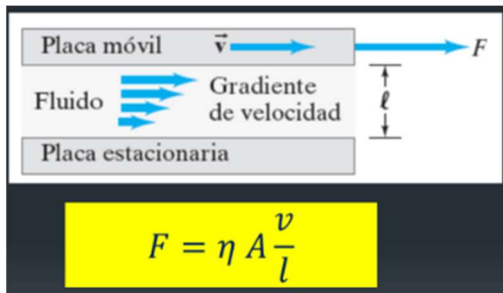 Placa móvil
v
F
Fluido
Gradiente
de velocidad
ℓ
Placa estacionaria
F = η A v/l